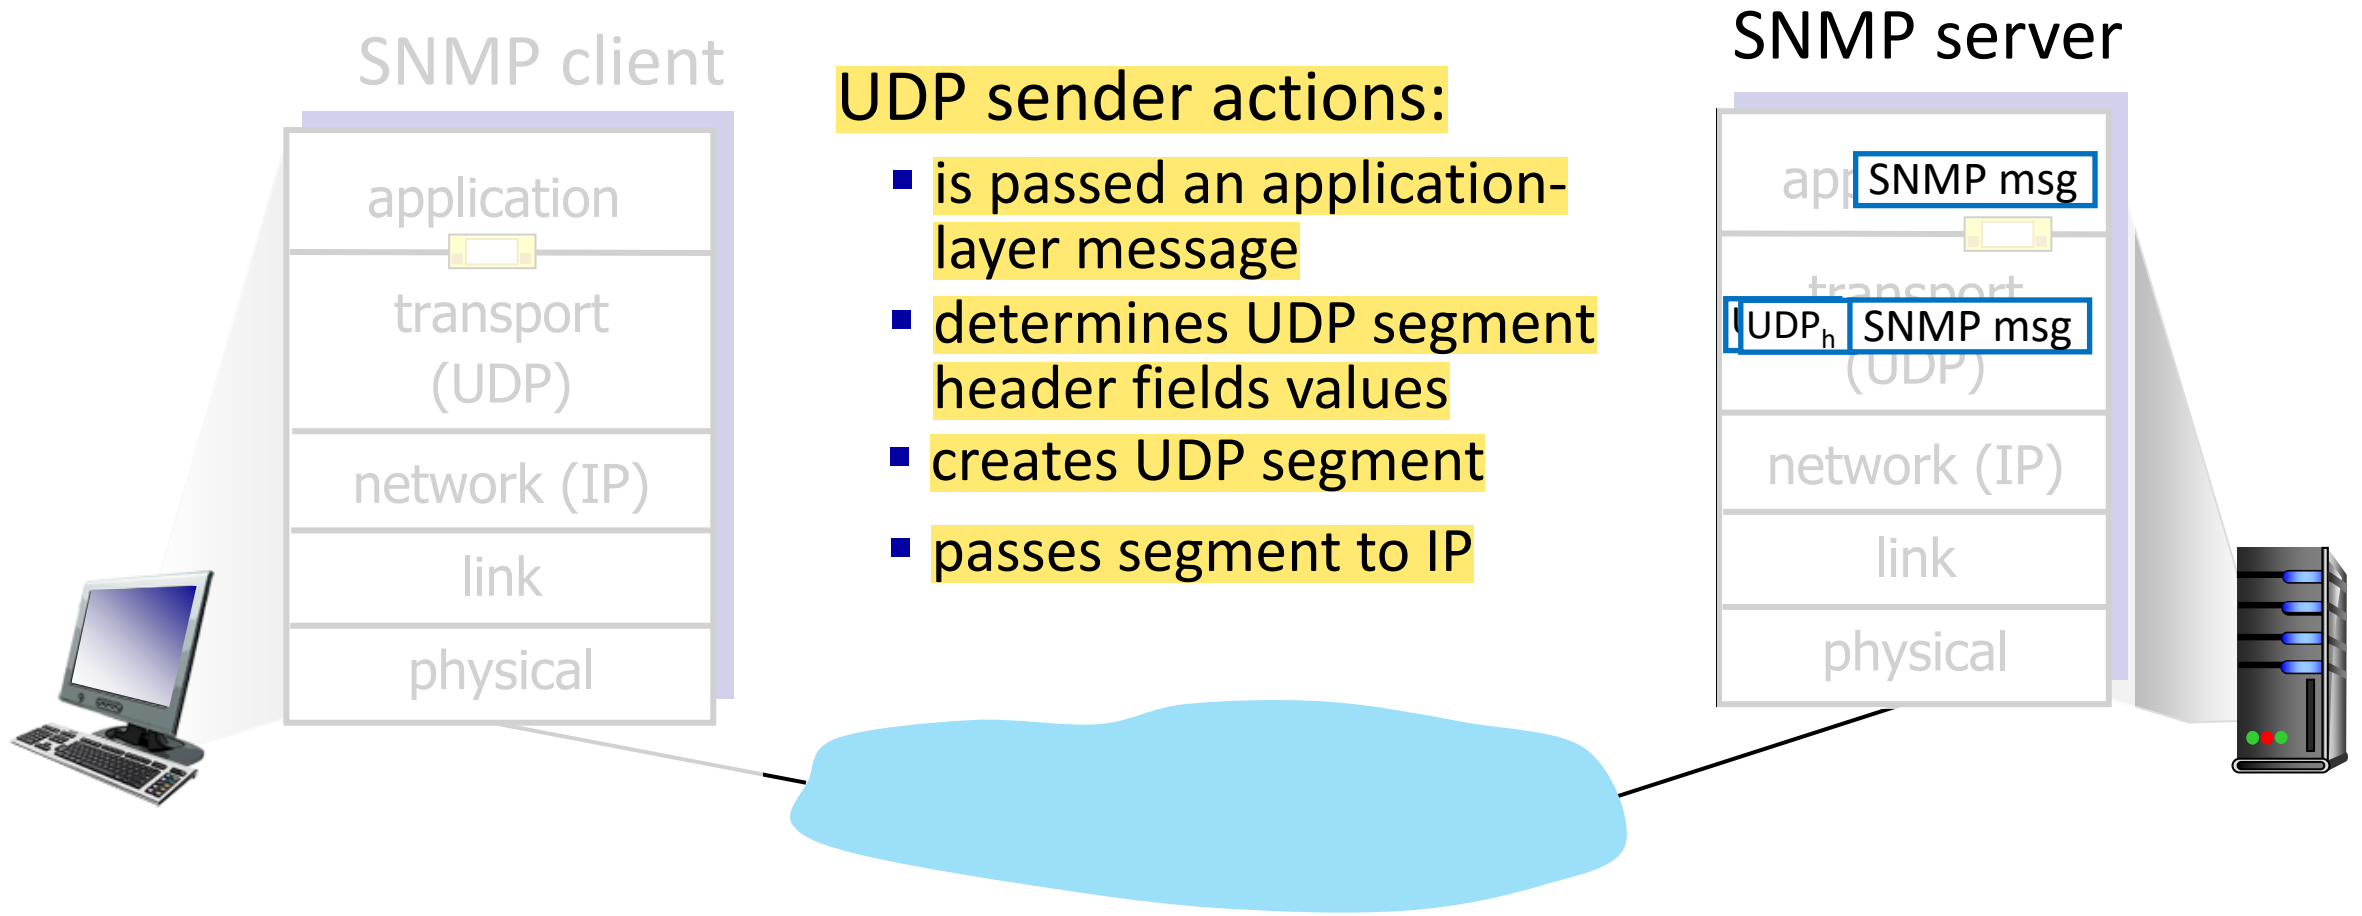 SNMP client
application
transport
(UDP)
network (IP)
link
physical
UDP sender actions:
is passed an application-
layer message
determines UDP segment
header fields values
creates UDP segment
passes segment to IP
SNMP server
SNMP msg
transport
UDPh SNMP msg
(UDP)
network (IP)
link
physical